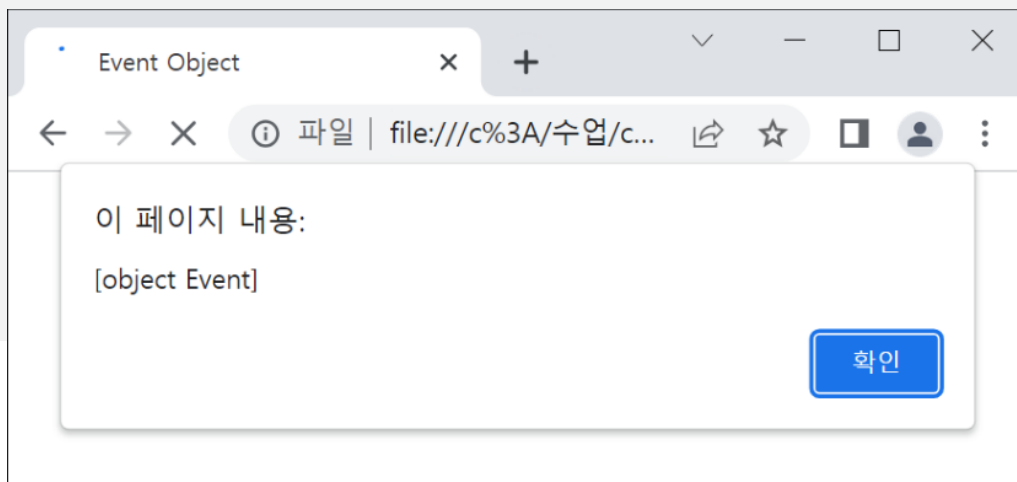 Event Object
파일 | file:///c%3A/수업/c...
이 페이지 내용:
[object Event]
확인